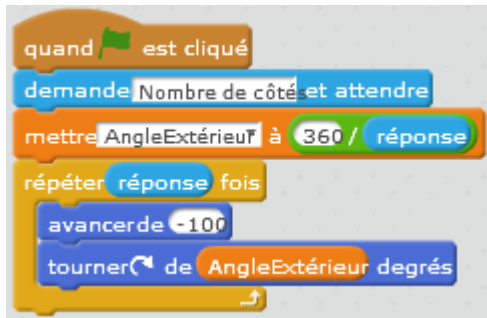 quand est cliqué
demande Nombre de côtés et attendre
mettre AngleExtérieur à 360 / réponse
répéter réponse fois
avancerde -100
tourner de AngleExtérieur degrés